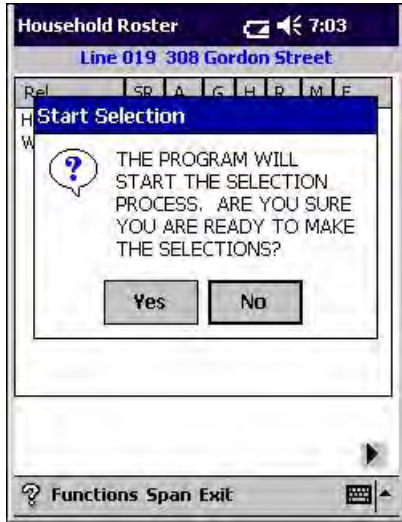 Household Roster 7:03
Line 019 308 Gordon Street
Rel SR A G H R M E
H
W
Start Selection
THE PROGRAM WILL
START THE SELECTION
PROCESS. ARE YOU SURE
YOU ARE READY TO MAKE
THE SELECTIONS?
Yes No
? Functions Span Exit